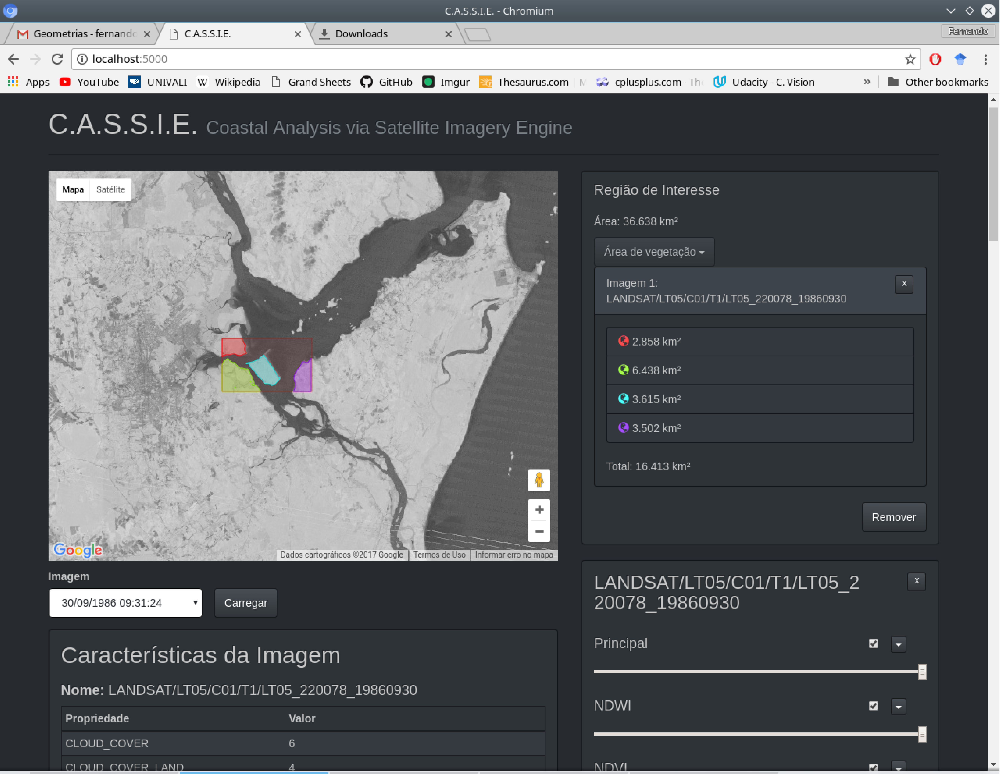 C.A.S.S.I.E. - Chromium
Geometrias - fernando
C.A.S.S.I.E.
Downloads
Fernando
localhost:5000
Apps
YouTube
UNIVALI
W Wikipedia
Grand Sheets
GitHub
Imgur
Thesaurus.com | M
cplusplus.com - The
Udacity - C. Vision
»
Other bookmarks
C.A.S.S.I.E. Coastal Analysis via Satellite Imagery Engine
Mapa
Satélite
Google
Dados cartográficos ©2017 Google
Termos de Uso
Informar erro no mapa
Região de Interesse
Área: 36.638 km²
Área de vegetação
Imagem 1:
LANDSAT/LT05/C01/T1/LT05_220078_19860930
x
2.858 km²
6.438 km²
3.615 km²
3.502 km²
Total: 16.413 km²
Remover
Imagem
30/09/1986 09:31:24
Carregar
Características da Imagem
Nome: LANDSAT/LT05/C01/T1/LT05_220078_19860930
Propriedade Valor
CLOUD_COVER 6
CLOUD_COVER_LAND 4
LANDSAT/LT05/C01/T1/LT05_2
20078_19860930
x
Principal
NDWI
NDVI